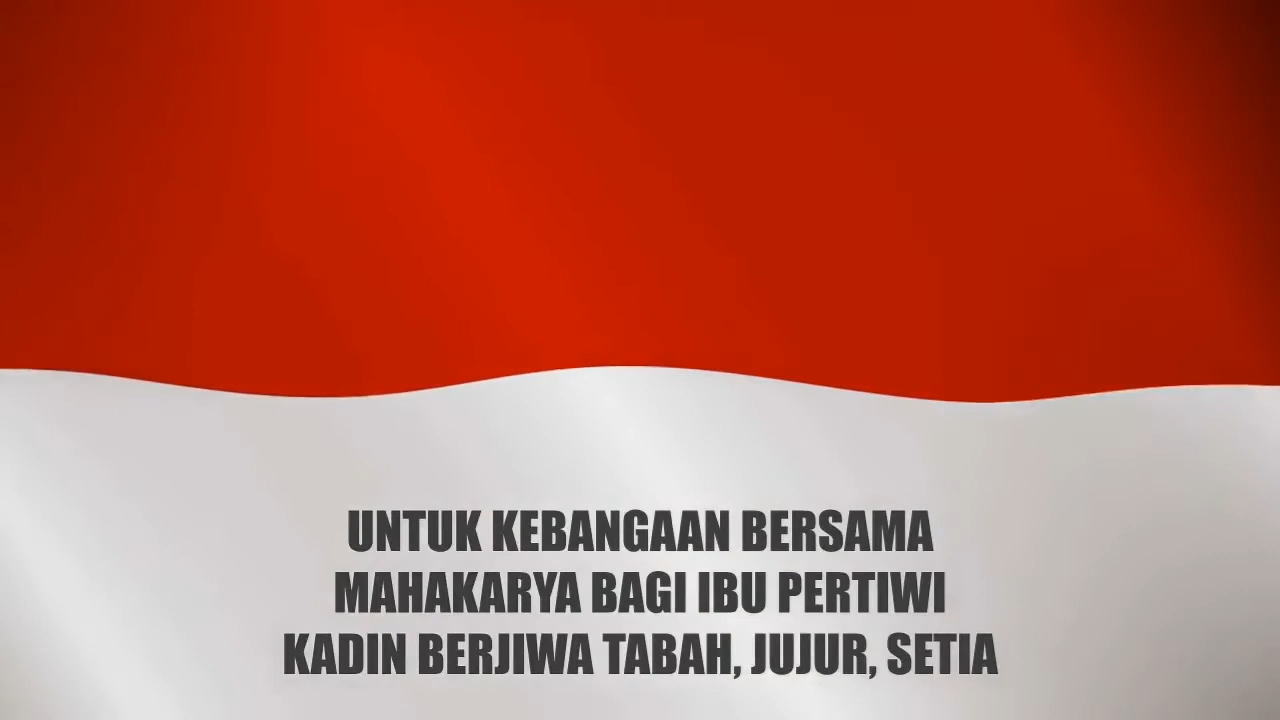 UNTUK KEBANGAAN BERSAMA
MAHAKARYA BAGI IBU PERTIWI
KADIN BERJIWA TABAH, JUJUR, SETIA